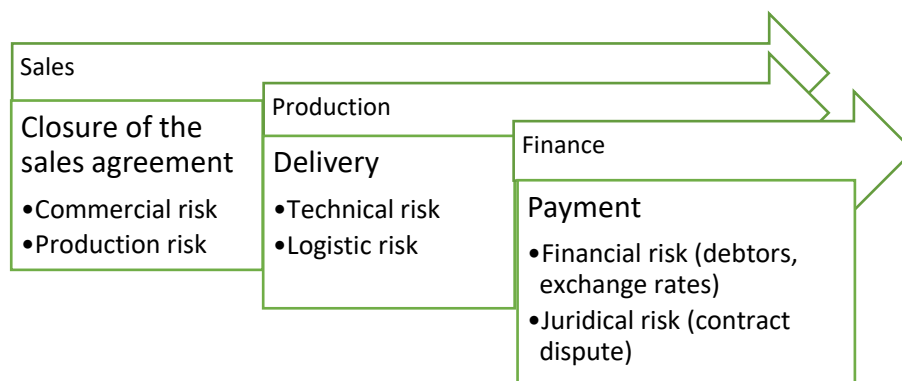 Sales
Closure of the
sales agreement
•Commercial risk
•Production risk
Production
Delivery
•Technical risk
•Logistic risk
Finance
Payment
•Financial risk (debtors,
exchange rates)
•Juridical risk (contract
dispute)